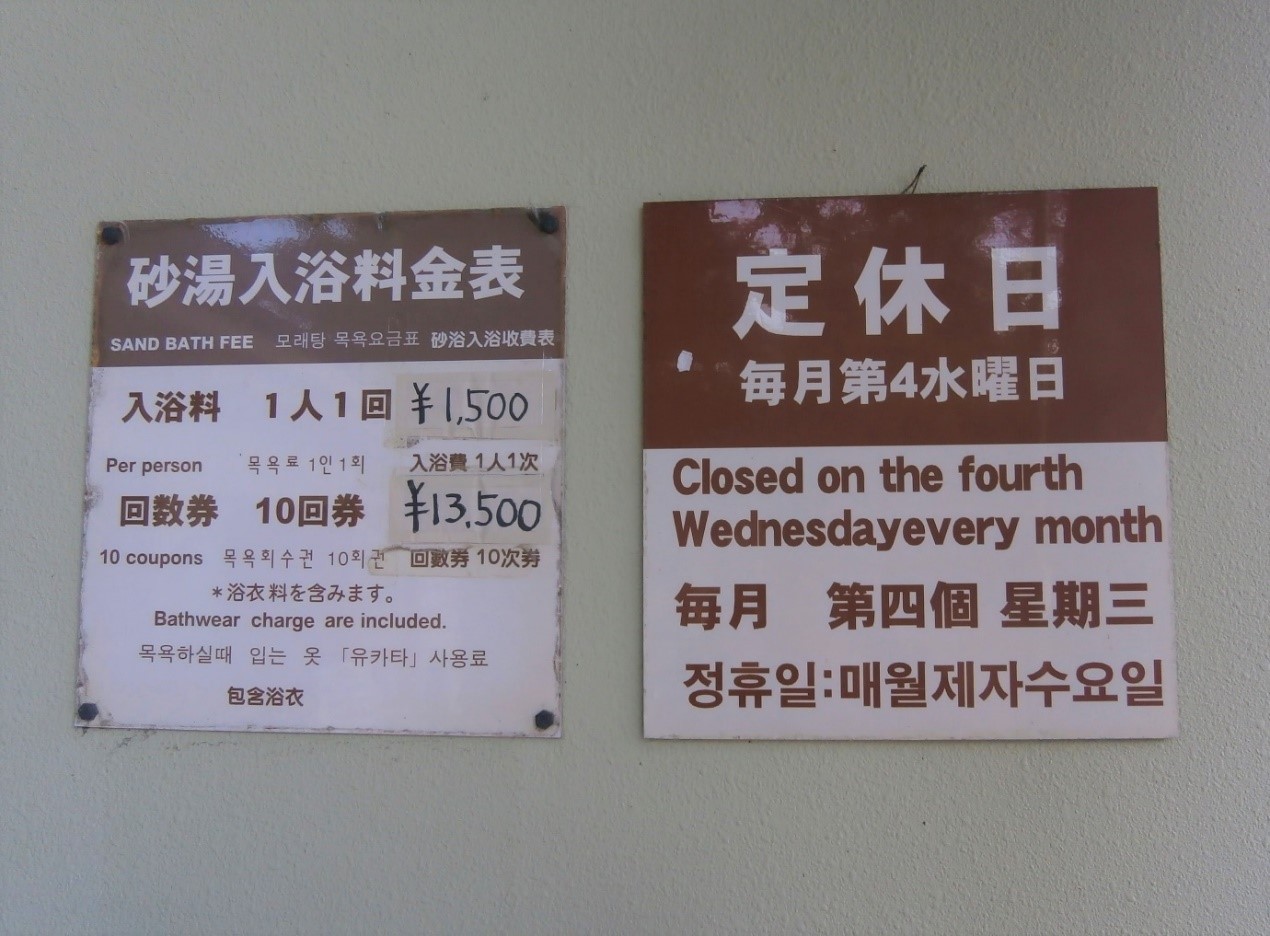 砂湯入浴料金表
SAND BATH FEE 모래탕 목욕요금표 砂浴入浴收費表
入浴料 1人1回 ¥1,500
Per person 목욕료 1인1회 入浴費 1人1次
回数券 10回券 ¥13,500
10 coupons 목욕회수권 10회권 回數券 10次券
*浴衣料を含みます。
Bathwear charge are included.
목욕하실때 입는 옷 「유카타」사용료
包含浴衣
定休日
毎月第4水曜日
Closed on the fourth
Wednesdayevery month
毎月 第四個 星期三
정휴일:매월제자수요일